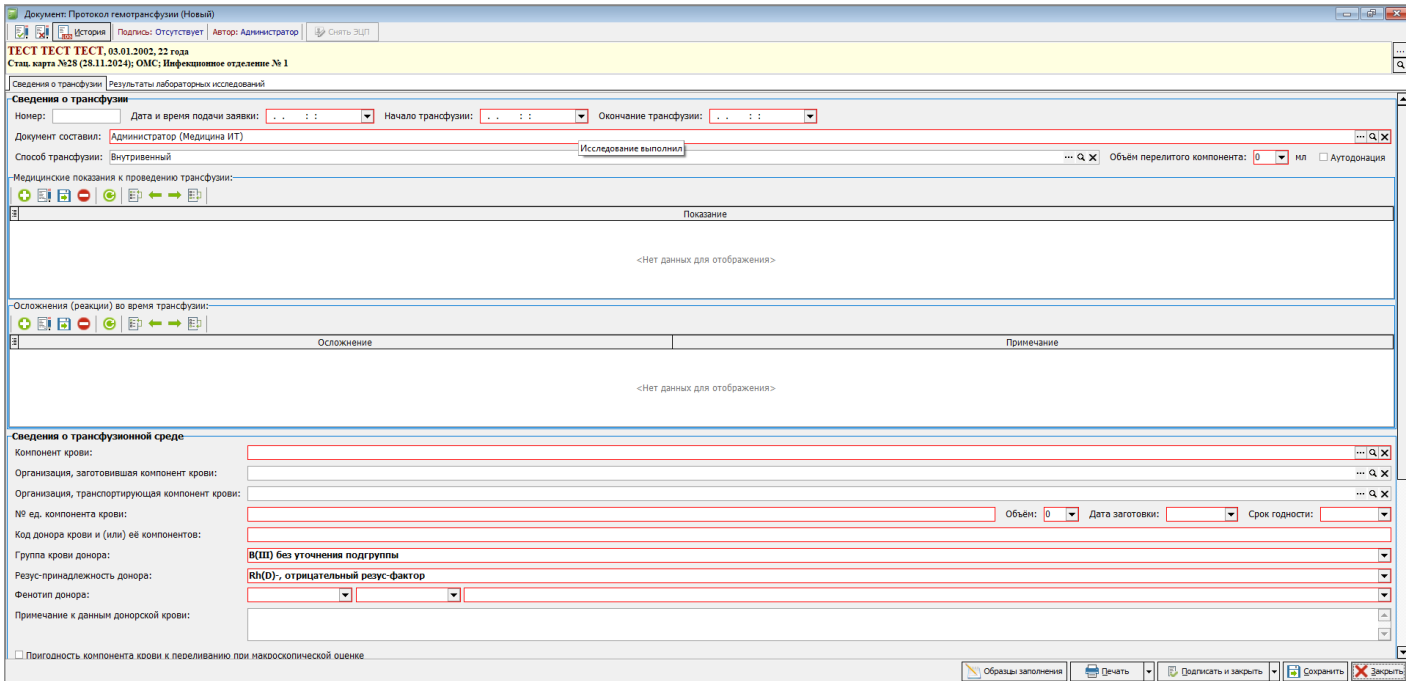 Документ: Протокол гемотрансфузии (Новый)
История Подпись: Отсутствует Автор: Администратор Снять ЭЦП
ТЕСТ ТЕСТ ТЕСТ, 03.01.2002, 22 года
Стац. карта №28 (28.11.2024); ОМС; Инфекционное отделение № 1
Сведения о трансфузии Результаты лабораторных исследований
Сведения о трансфузии
Номер: Дата и время подачи заявки: . . : : Начало трансфузии: . . : : Окончание трансфузии: . . : :
Документ составил: Администратор (Медицина ИТ)
Исследование выполнил
Способ трансфузии: Внутривенный Объём перелитого компонента: 0 мл Аутодонация
Медицинские показания к проведению трансфузии:
Показание
<Нет данных для отображения>
Осложнения (реакции) во время трансфузии:
Осложнение Примечание
<Нет данных для отображения>
Сведения о трансфузионной среде
Компонент крови:
Организация, заготовившая компонент крови:
Организация, транспортирующая компонент крови:
№ ед. компонента крови: Объём: 0 Дата заготовки: Срок годности:
Код донора крови и (или) её компонентов:
Группа крови донора: B(III) без уточнения подгруппы
Резус-принадлежность донора: Rh(D)-, отрицательный резус-фактор
Фенотип донора:
Примечание к данным донорской крови:
Пригодность компонента крови к переливанию при макроскопической оценке
Образцы заполнения Печать Подписать и закрыть Сохранить Закрыть